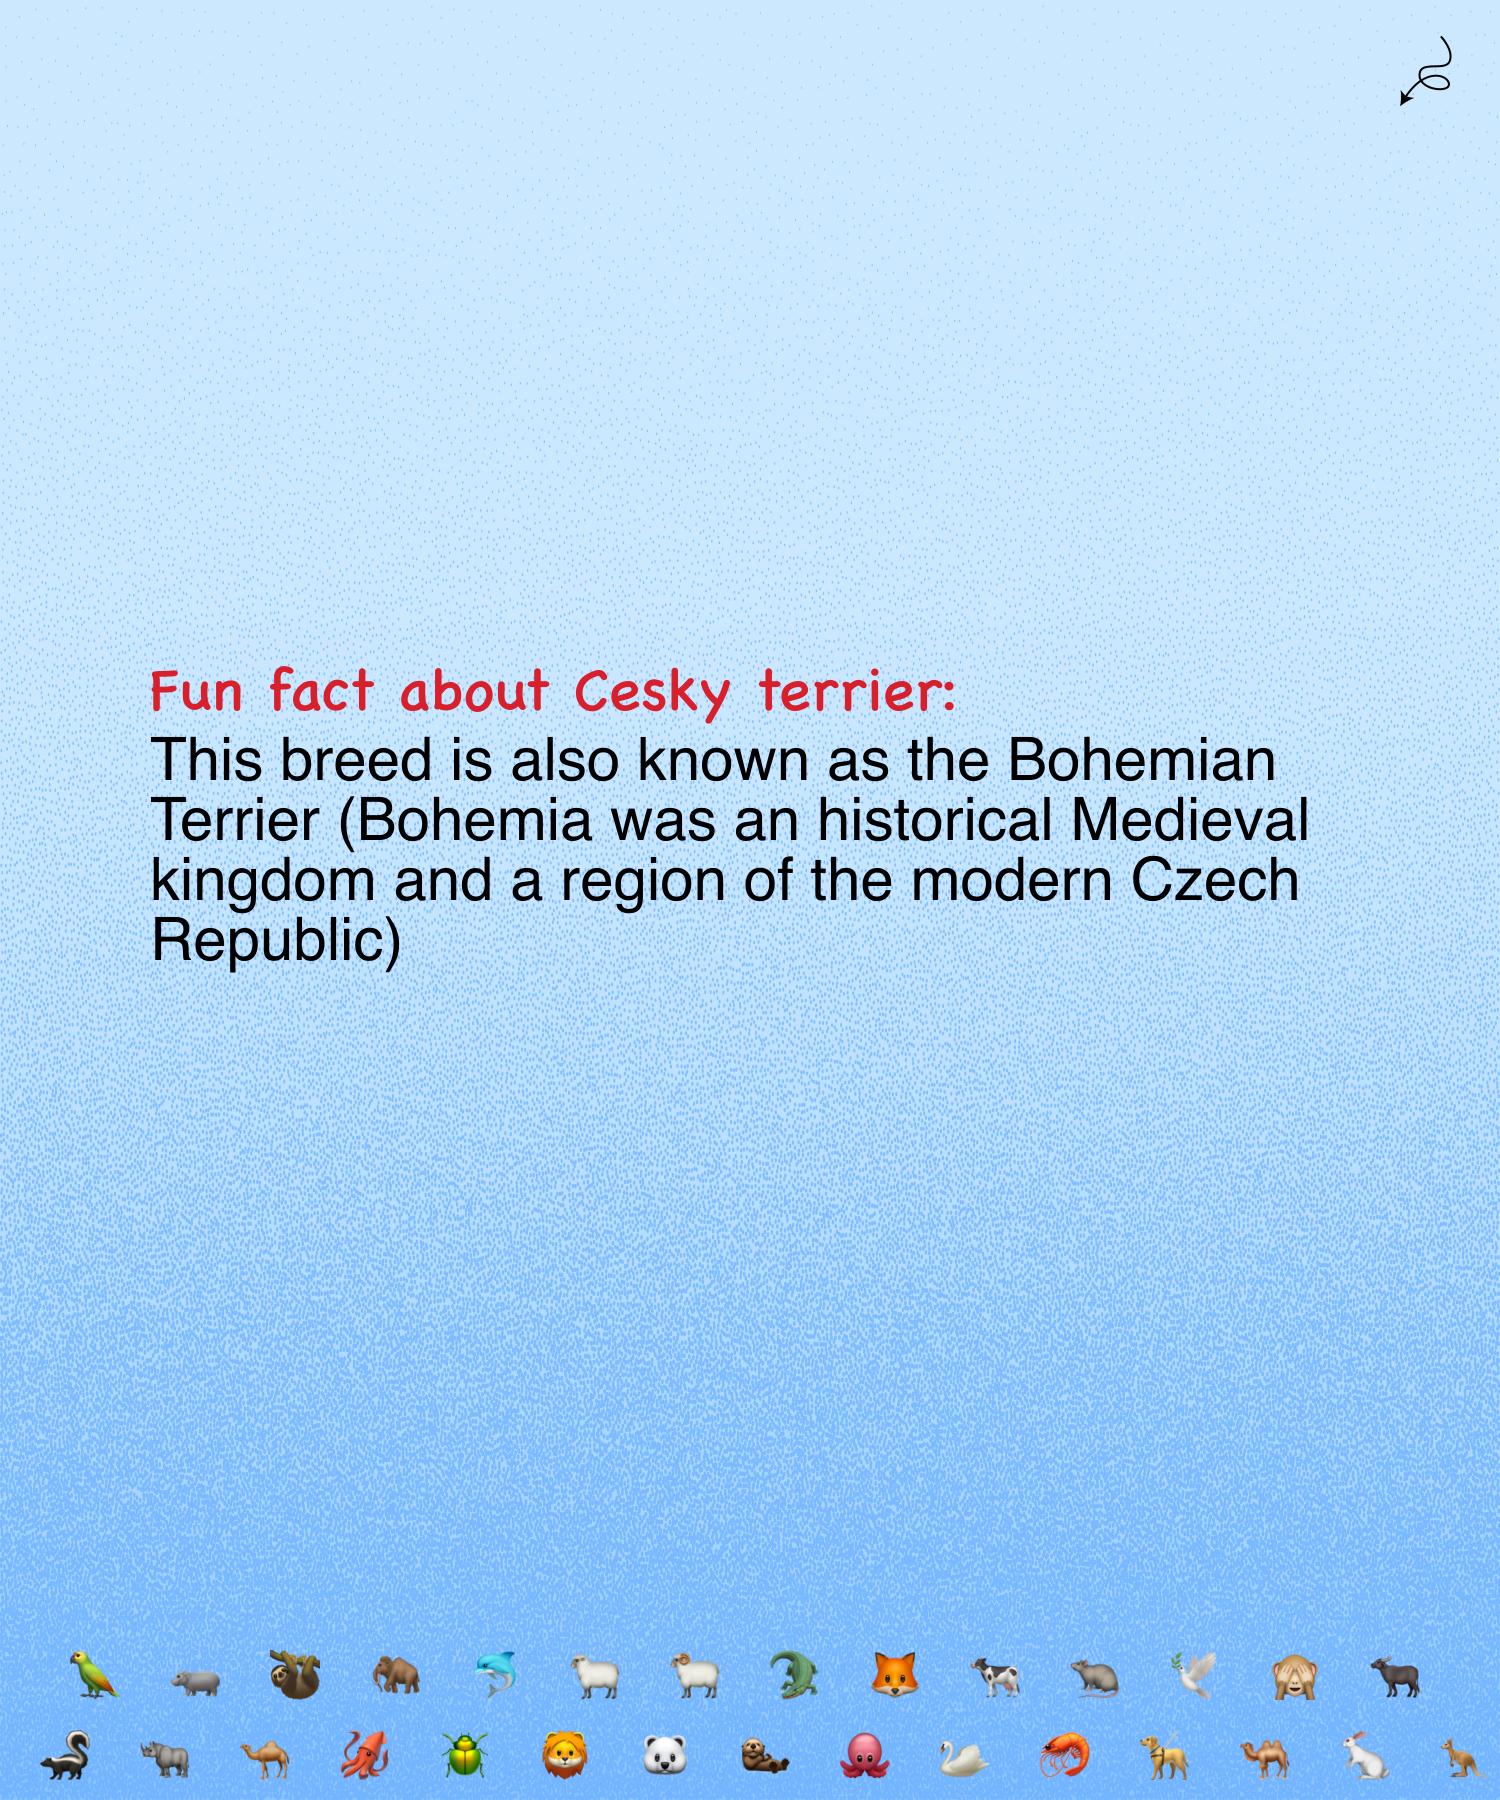 Fun fact about Cesky terrier:
This breed is also known as the Bohemian
Terrier (Bohemia was an historical Medieval
kingdom and a region of the modern Czech
Republic)